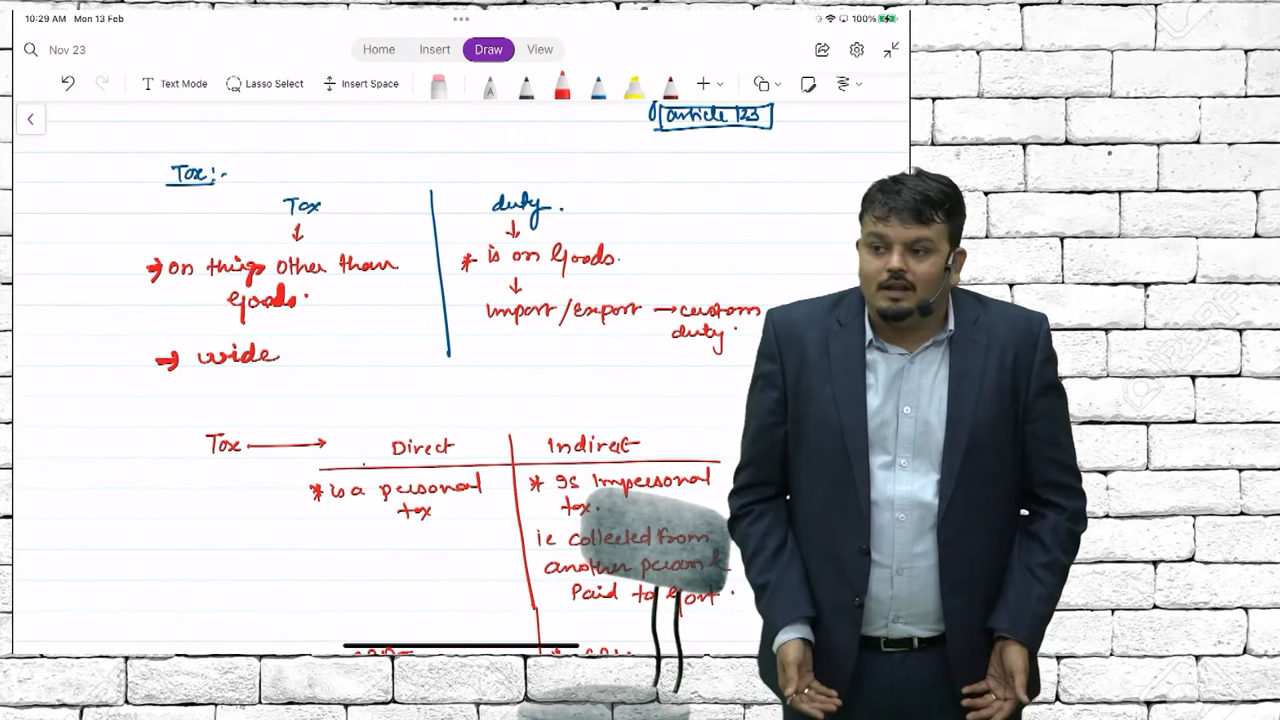 10:29 AM Mon 13 Feb
100%
Nov 23
Home Insert Draw View
Text Mode Lasso Select Insert Space
article 123
Tax:-
Tax
duty.
→ on things other than
goods.
* is on Goods.
Import/Export → custom
duty.
→ wide
Tax → Direct Indirect
* is a personal
tax
* Is Impersonal
tax.
ie collected from
another person &
Paid to Govt.